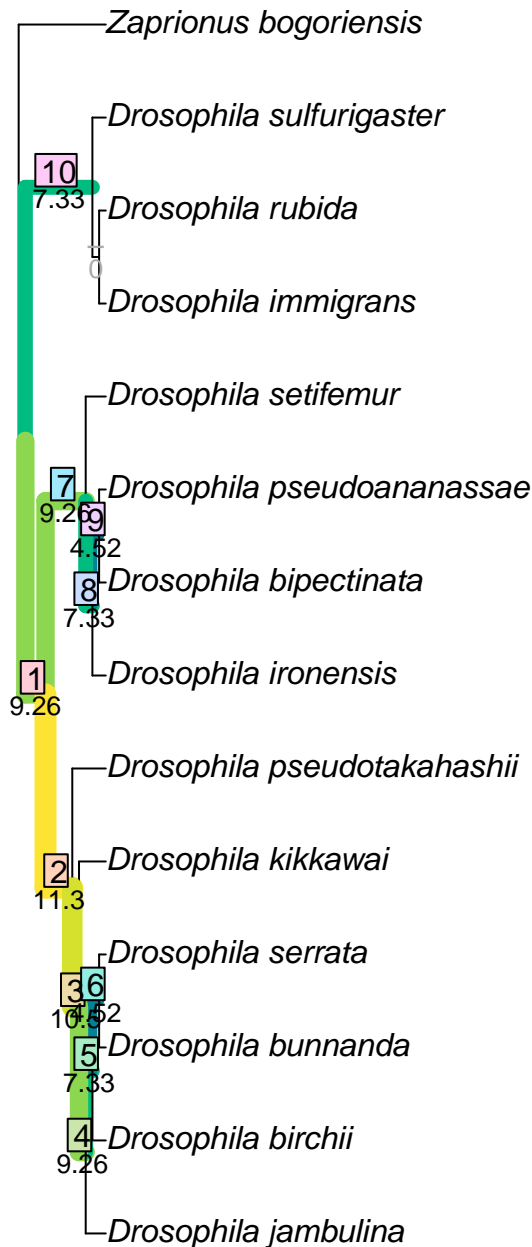 Zaprionus bogoriensis
Drosophila sulfurigaster
10
7.33
Drosophila rubida
0
Drosophila immigrans
Drosophila setifemur
7
9.26
Drosophila pseudoananassae
9
4.52
Drosophila bipectinata
8
7.33
Drosophila ironensis
1
9.26
Drosophila pseudotakahashii
2
11.3
Drosophila kikkawai
Drosophila serrata
6
4.52
3
10.5
Drosophila bunnanda
5
7.33
Drosophila birchii
4
9.26
Drosophila jambulina